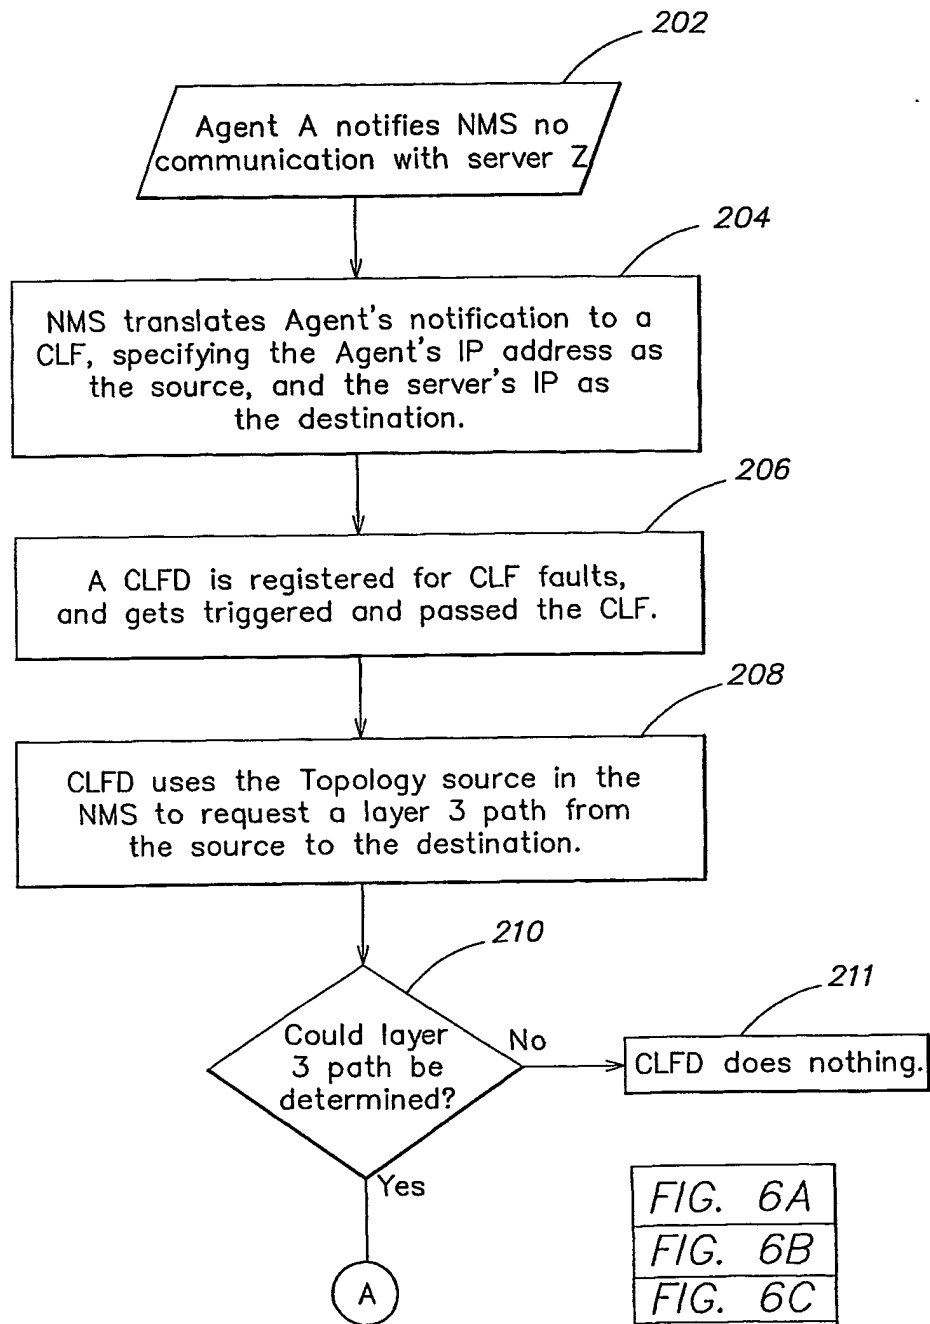 202
Agent A notifies NMS no
communication with server Z
204
NMS translates Agent's notification to a
CLF, specifying the Agent's IP address as
the source, and the server's IP as
the destination.
206
A CLFD is registered for CLF faults,
and gets triggered and passed the CLF.
208
CLFD uses the Topology source in the
NMS to request a layer 3 path from
the source to the destination.
210
Could layer
3 path be
determined?
No
211
CLFD does nothing.
Yes
A
FIG. 6A
FIG. 6B
FIG. 6C